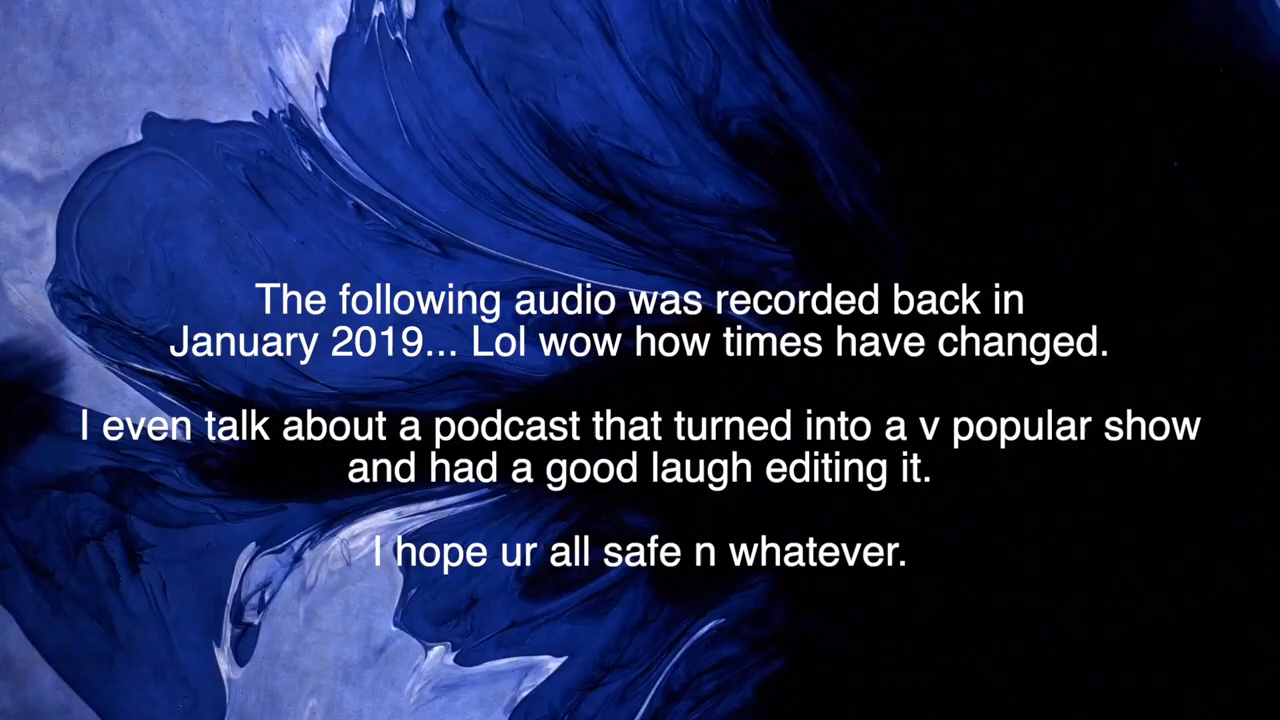 The following audio was recorded back in
January 2019... Lol wow how times have changed.
I even talk about a podcast that turned into a v popular show
and had a good laugh editing it.
I hope ur all safe n whatever.